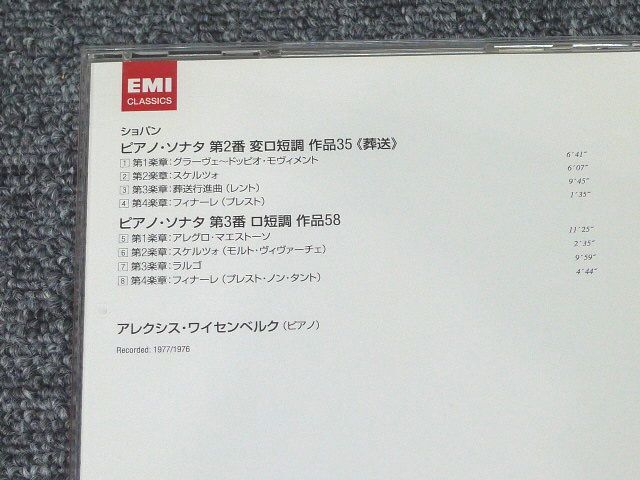 EMI
CLASSICS
ショパン
ピアノ・ソナタ 第2番 変ロ短調 作品35《葬送》
1 第1楽章：グラーヴェ〜ドッピオ・モヴィメント 6'41"
2 第2楽章：スケルツォ 6'07"
3 第3楽章：葬送行進曲（レント） 9'45"
4 第4楽章：フィナーレ（プレスト） 1'35"
ピアノ・ソナタ 第3番 ロ短調 作品58
5 第1楽章：アレグロ・マエストーソ 11'25"
6 第2楽章：スケルツォ（モルト・ヴィヴァーチェ） 2'35"
7 第3楽章：ラルゴ 9'59"
8 第4楽章：フィナーレ（プレスト・ノン・タント） 4'44"
アレクシス・ワイセンベルク（ピアノ）
Recorded: 1977/1976